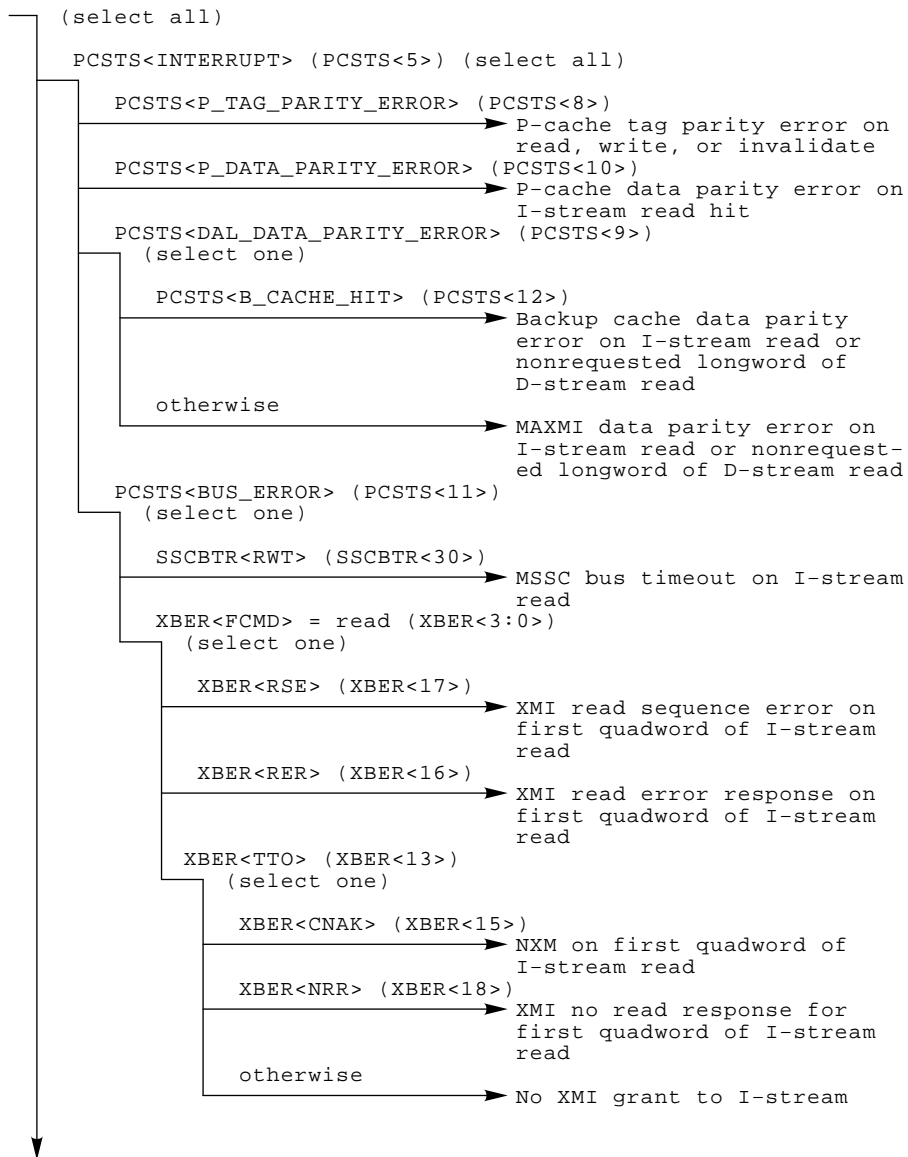 (select all)
PCSTS<INTERRUPT> (PCSTS<5>) (select all)
PCSTS<P_TAG_PARITY_ERROR> (PCSTS<8>)
P-cache tag parity error on
read, write, or invalidate
PCSTS<P_DATA_PARITY_ERROR> (PCSTS<10>)
P-cache data parity error on
I-stream read hit
PCSTS<DAL_DATA_PARITY_ERROR> (PCSTS<9>)
(select one)
PCSTS<B_CACHE_HIT> (PCSTS<12>)
Backup cache data parity
error on I-stream read or
nonrequested longword of
D-stream read
otherwise
MAXMI data parity error on
I-stream read or nonrequest-
ed longword of D-stream read
PCSTS<BUS_ERROR> (PCSTS<11>)
(select one)
SSCBTR<RWT> (SSCBTR<30>)
MSSC bus timeout on I-stream
read
XBER<FCMD> = read (XBER<3:0>)
(select one)
XBER<RSE> (XBER<17>)
XMI read sequence error on
first quadword of I-stream
read
XBER<RER> (XBER<16>)
XMI read error response on
first quadword of I-stream
read
XBER<TTO> (XBER<13>)
(select one)
XBER<CNAK> (XBER<15>)
NXM on first quadword of
I-stream read
XBER<NRR> (XBER<18>)
XMI no read response for
first quadword of I-stream
read
otherwise
No XMI grant to I-stream